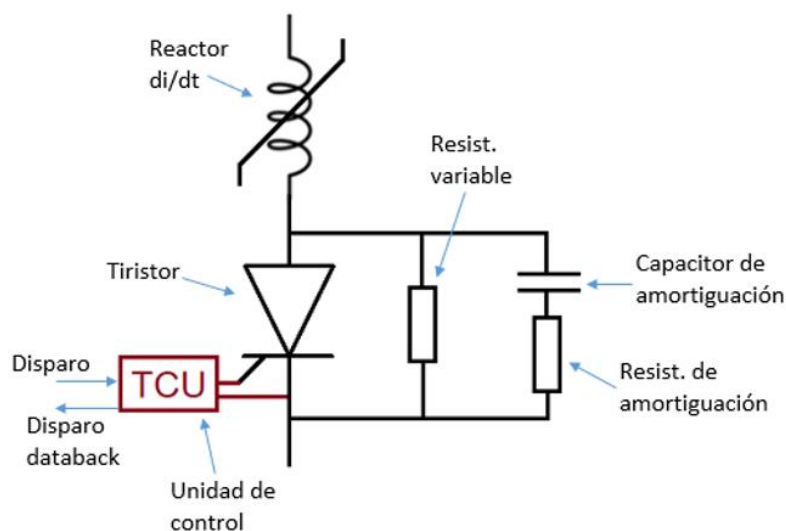 Reactor
di/dt
Resist.
variable
Tiristor
Capacitor de
amortiguación
Disparo
TCU
Resist. de
amortiguación
Disparo
databack
Unidad de
control